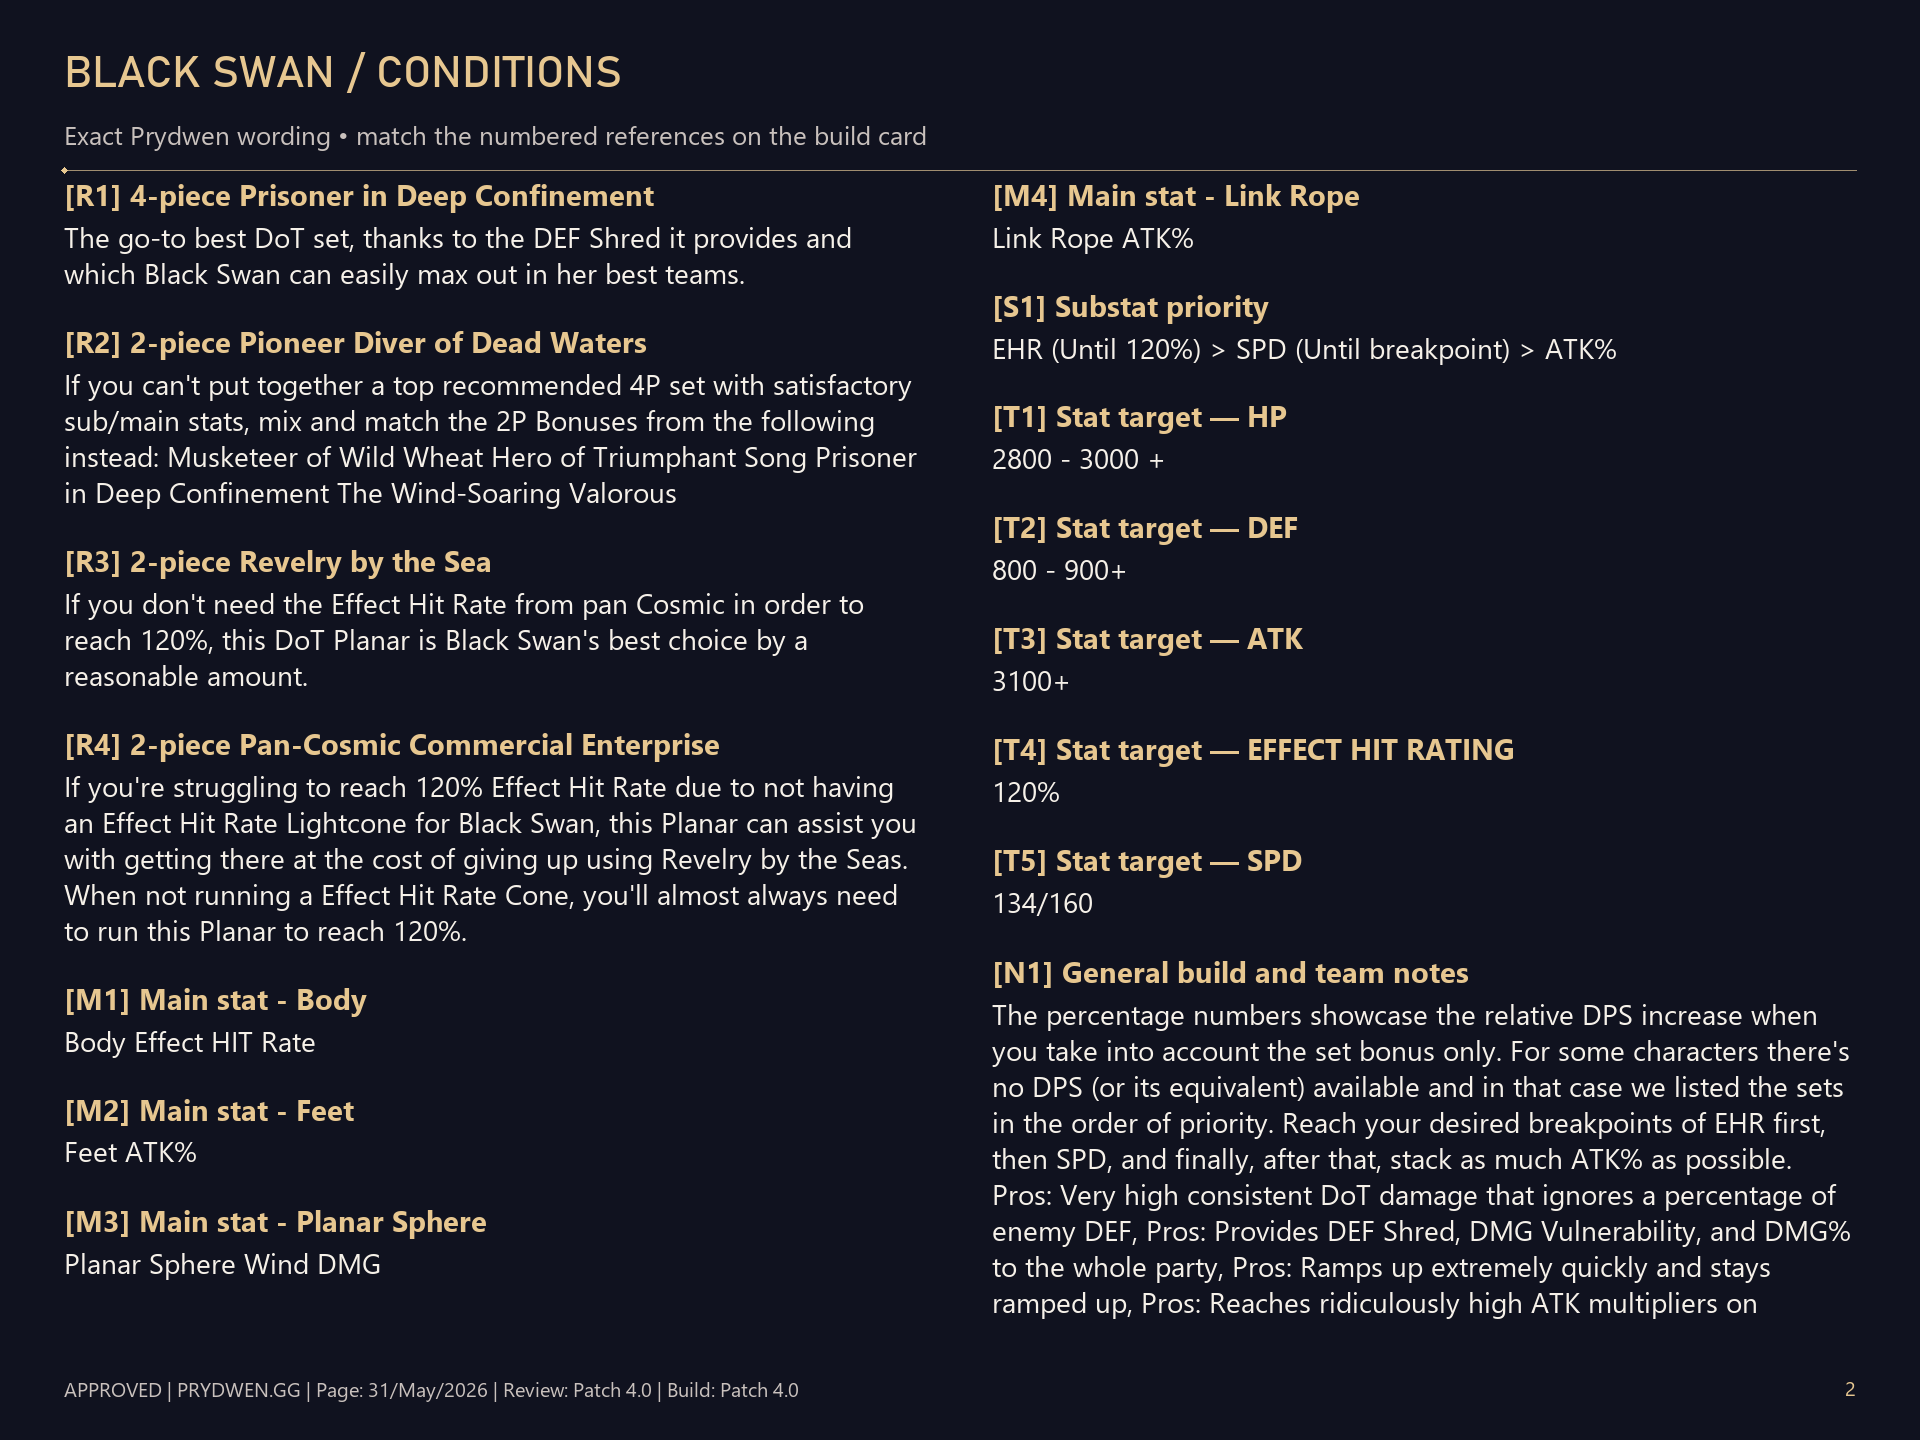 BLACK SWAN / CONDITIONS
Exact Prydwen wording • match the numbered references on the build card
[R1] 4-piece Prisoner in Deep Confinement
The go-to best DoT set, thanks to the DEF Shred it provides and
which Black Swan can easily max out in her best teams.
[R2] 2-piece Pioneer Diver of Dead Waters
If you can't put together a top recommended 4P set with satisfactory
sub/main stats, mix and match the 2P Bonuses from the following
instead: Musketeer of Wild Wheat Hero of Triumphant Song Prisoner
in Deep Confinement The Wind-Soaring Valorous
[R3] 2-piece Revelry by the Sea
If you don't need the Effect Hit Rate from pan Cosmic in order to
reach 120%, this DoT Planar is Black Swan's best choice by a
reasonable amount.
[R4] 2-piece Pan-Cosmic Commercial Enterprise
If you're struggling to reach 120% Effect Hit Rate due to not having
an Effect Hit Rate Lightcone for Black Swan, this Planar can assist you
with getting there at the cost of giving up using Revelry by the Seas.
When not running a Effect Hit Rate Cone, you'll almost always need
to run this Planar to reach 120%.
[M1] Main stat - Body
Body Effect HIT Rate
[M2] Main stat - Feet
Feet ATK%
[M3] Main stat - Planar Sphere
Planar Sphere Wind DMG
[M4] Main stat - Link Rope
Link Rope ATK%
[S1] Substat priority
EHR (Until 120%) > SPD (Until breakpoint) > ATK%
[T1] Stat target — HP
2800 - 3000 +
[T2] Stat target — DEF
800 - 900+
[T3] Stat target — ATK
3100+
[T4] Stat target — EFFECT HIT RATING
120%
[T5] Stat target — SPD
134/160
[N1] General build and team notes
The percentage numbers showcase the relative DPS increase when
you take into account the set bonus only. For some characters there's
no DPS (or its equivalent) available and in that case we listed the sets
in the order of priority. Reach your desired breakpoints of EHR first,
then SPD, and finally, after that, stack as much ATK% as possible.
Pros: Very high consistent DoT damage that ignores a percentage of
enemy DEF, Pros: Provides DEF Shred, DMG Vulnerability, and DMG%
to the whole party, Pros: Ramps up extremely quickly and stays
ramped up, Pros: Reaches ridiculously high ATK multipliers on
APPROVED | PRYDWEN.GG | Page: 31/May/2026 | Review: Patch 4.0 | Build: Patch 4.0
2